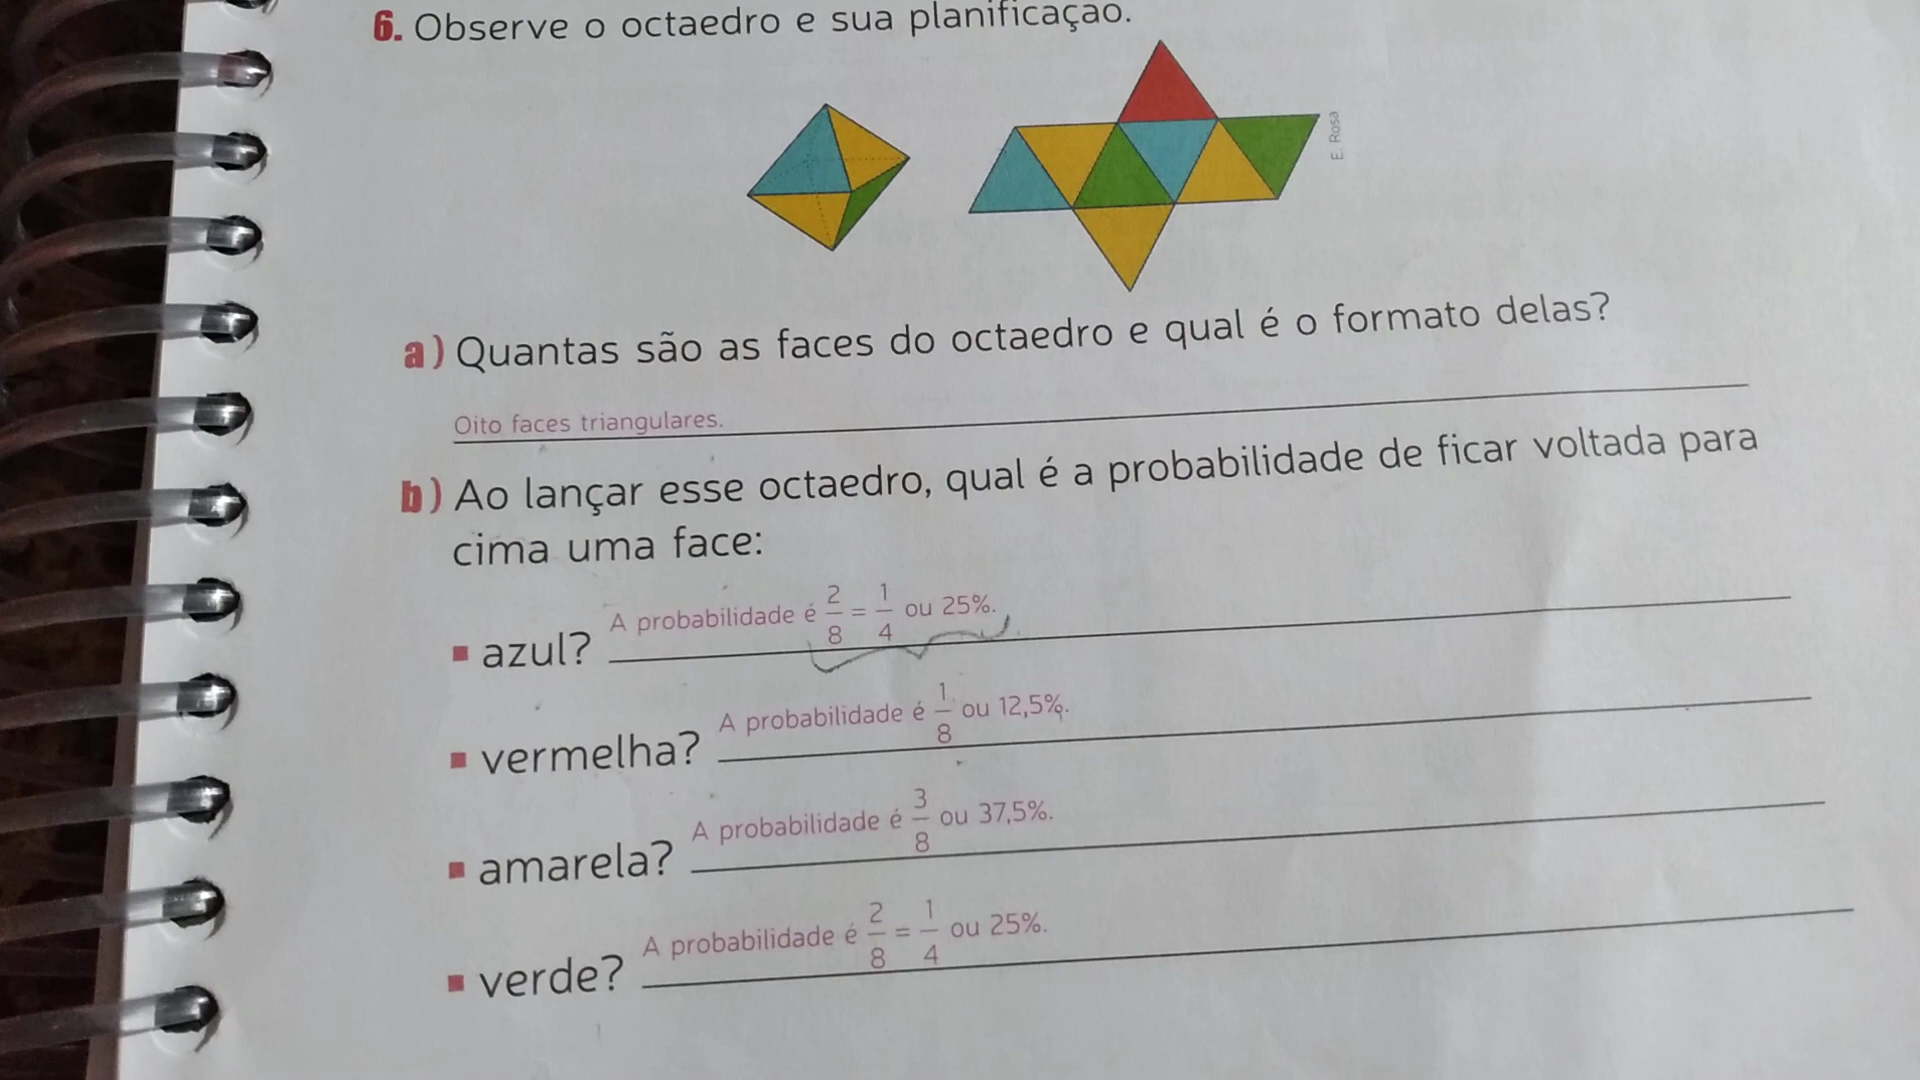 6. Observe o octaedro e sua planificação.
E. Rosa
a) Quantas são as faces do octaedro e qual é o formato delas?
Oito faces triangulares.
b) Ao lançar esse octaedro, qual é a probabilidade de ficar voltada para
cima uma face:
▪ azul? A probabilidade é 2/8 = 1/4 ou 25%.
▪ vermelha? A probabilidade é 1/8 ou 12,5%.
▪ amarela? A probabilidade é 3/8 ou 37,5%.
▪ verde? A probabilidade é 2/8 = 1/4 ou 25%.